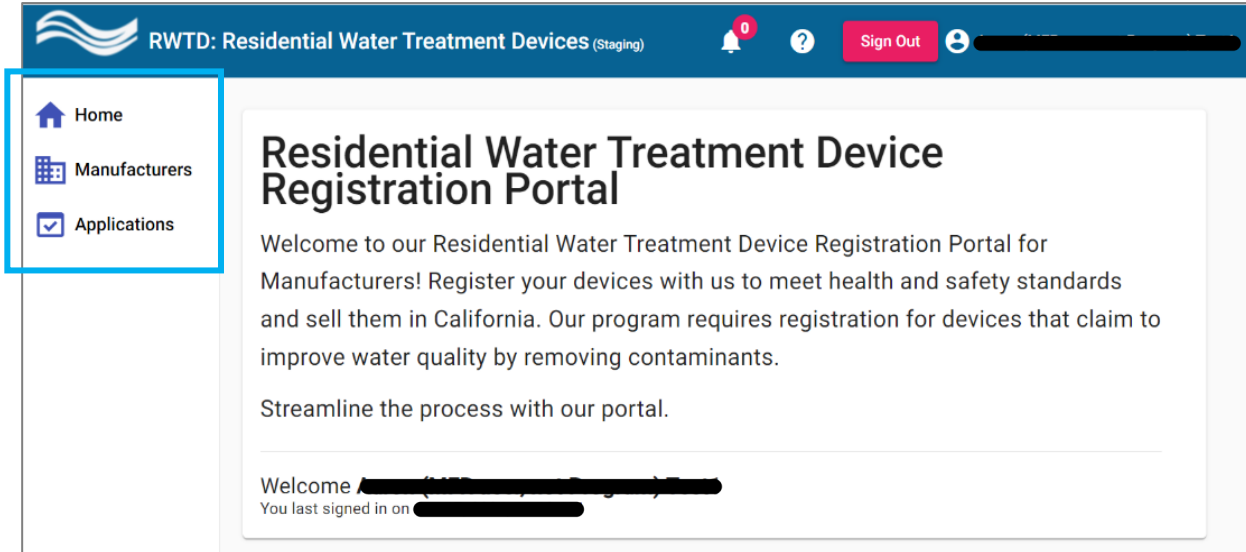 RWTD: Residential Water Treatment Devices (Staging)
0
?
Sign Out
Home
Manufacturers
Applications
Residential Water Treatment Device
Registration Portal
Welcome to our Residential Water Treatment Device Registration Portal for
Manufacturers! Register your devices with us to meet health and safety standards
and sell them in California. Our program requires registration for devices that claim to
improve water quality by removing contaminants.
Streamline the process with our portal.
Welcome
You last signed in on